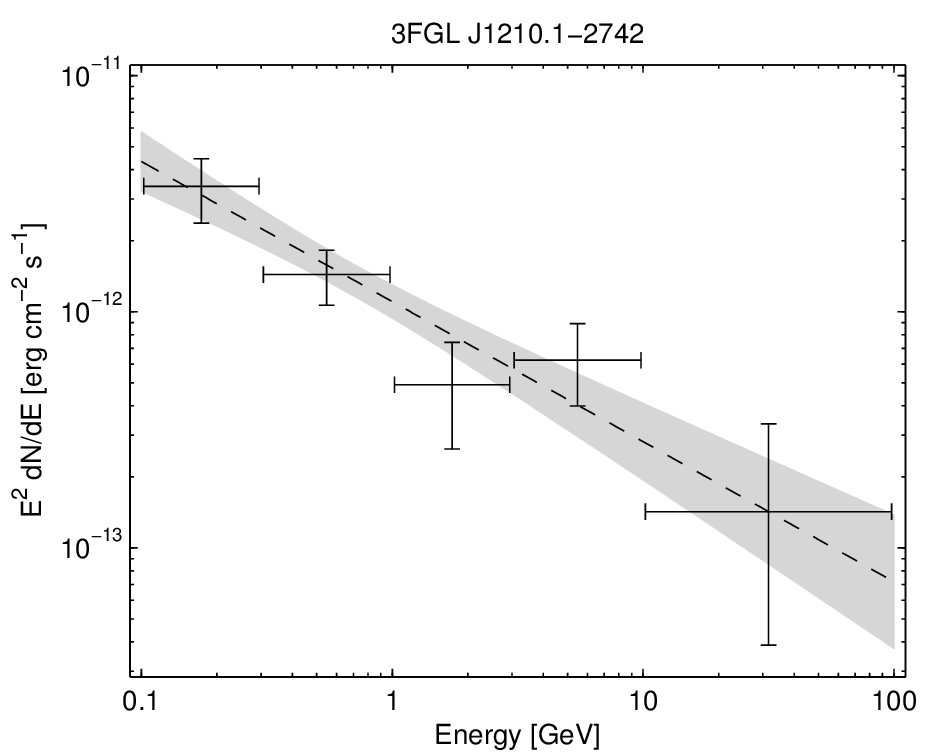 3FGL J1210.1−2742
10⁻¹¹
10⁻¹²
10⁻¹³
E² dN/dE [erg cm⁻² s⁻¹]
0.1 1 10 100
Energy [GeV]